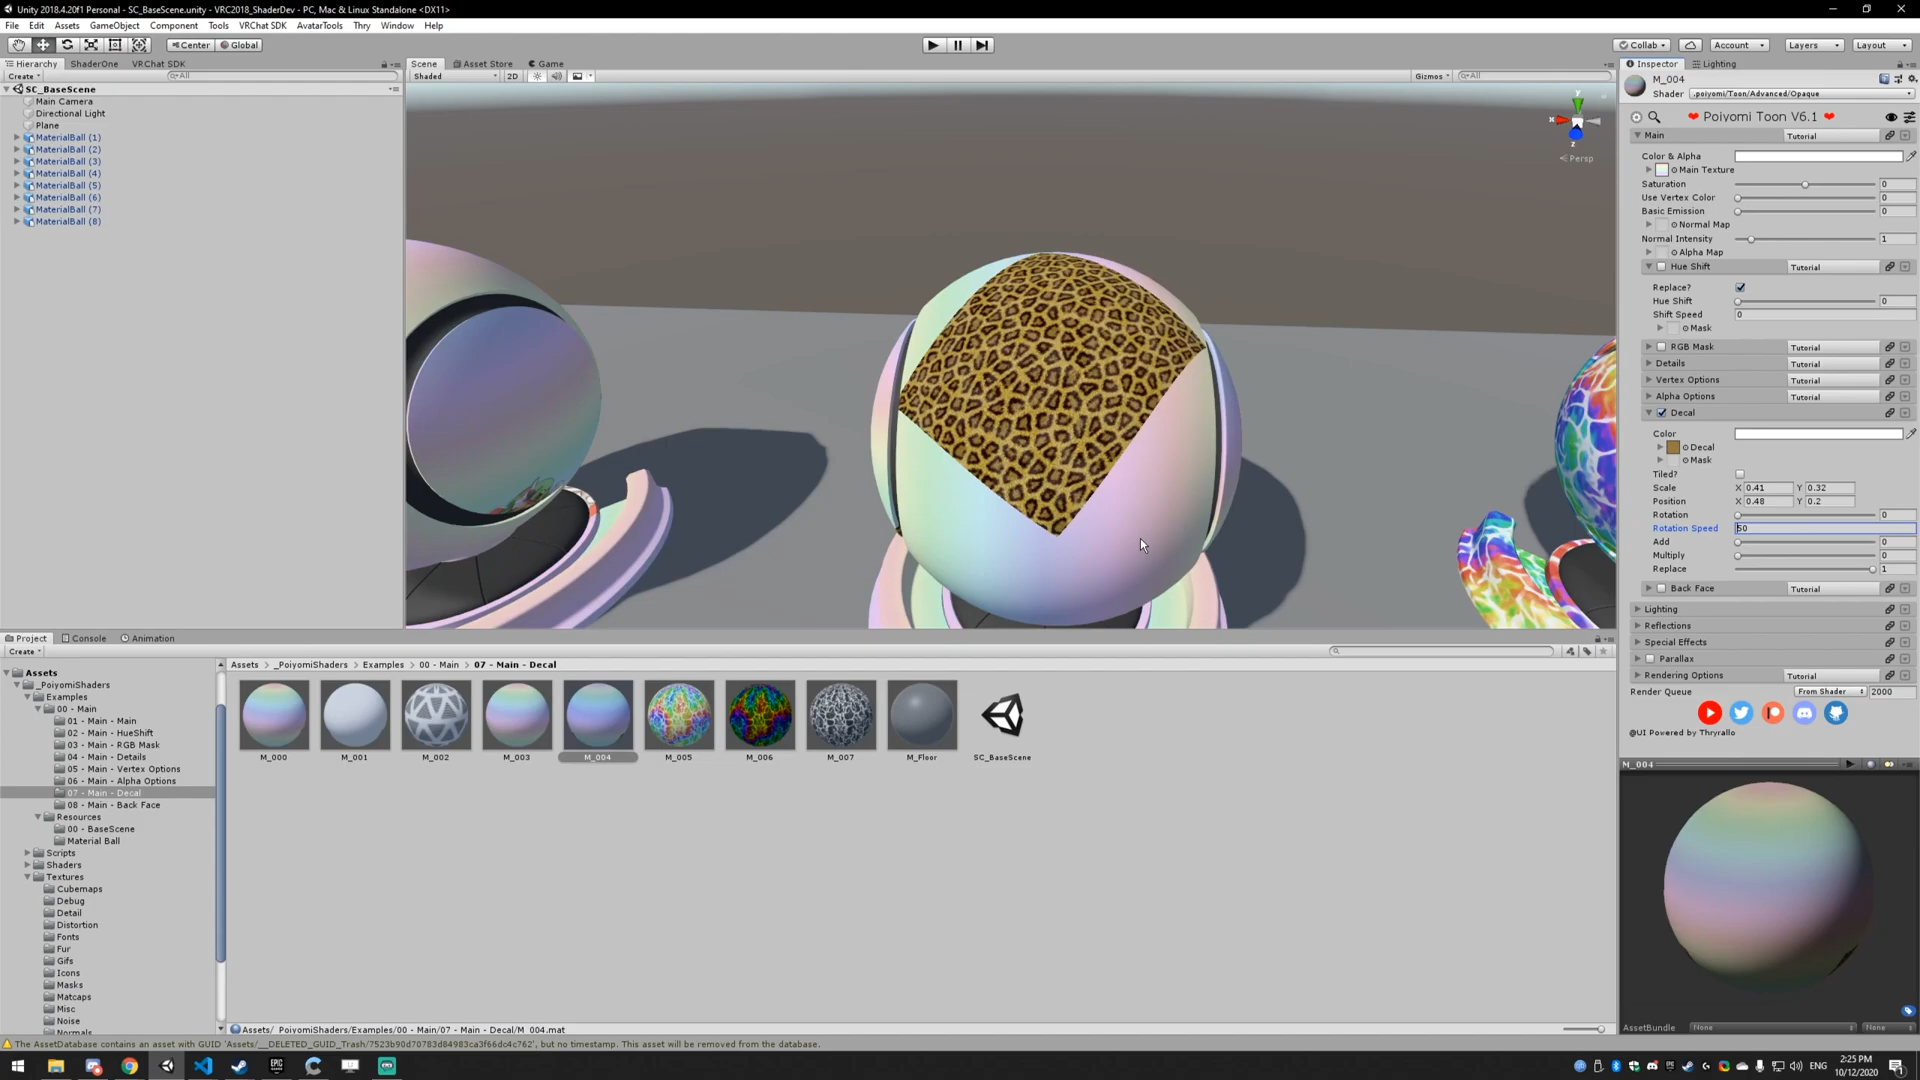 Unity 2018.4.20f1 Personal - SC_BaseScene.unity - VRC2018_ShaderDev - PC, Mac & Linux Standalone <DX11>
File Edit Assets GameObject Component Tools VRChat SDK AvatarTools Thry Window Help
Center Global Collab Account Layers Layout
Hierarchy ShaderOne VRChat SDK
Create All
SC_BaseScene
Main Camera
Directional Light
Plane
MaterialBall (1)
MaterialBall (2)
MaterialBall (3)
MaterialBall (4)
MaterialBall (5)
MaterialBall (6)
MaterialBall (7)
MaterialBall (8)
Scene Asset Store Game
Shaded 2D Gizmos All
y
x
z
Persp
Inspector Lighting
M_004
Shader .poiyomi/Toon/Advanced/Opaque
Poiyomi Toon V6.1
Main Tutorial
Color & Alpha
Main Texture
Saturation 0
Use Vertex Color 0
Basic Emission 0
Normal Map
Normal Intensity 1
Alpha Map
Hue Shift Tutorial
Replace?
Hue Shift 0
Shift Speed 0
Mask
RGB Mask Tutorial
Details Tutorial
Vertex Options Tutorial
Alpha Options Tutorial
Decal
Color
Decal
Mask
Tiled?
Scale X 0.41 Y 0.32
Position X 0.48 Y 0.2
Rotation 0
Rotation Speed 50
Add 0
Multiply 0
Replace 1
Back Face Tutorial
Lighting
Reflections
Special Effects
Parallax
Rendering Options Tutorial
Render Queue From Shader 2000
@UI Powered by Thryrallo
M_004
AssetBundle None None
Project Console Animation
Create
Assets
_PoiyomiShaders
Examples
00 - Main
01 - Main - Main
02 - Main - HueShift
03 - Main - RGB Mask
04 - Main - Details
05 - Main - Vertex Options
06 - Main - Alpha Options
07 - Main - Decal
08 - Main - Back Face
Resources
00 - BaseScene
Material Ball
Scripts
Shaders
Textures
Cubemaps
Debug
Detail
Distortion
Fonts
Fur
Gifs
Icons
Masks
Matcaps
Misc
Noise
Normals
Assets > _PoiyomiShaders > Examples > 00 - Main > 07 - Main - Decal
M_000 M_001 M_002 M_003 M_004 M_005 M_006 M_007 M_Floor SC_BaseScene
Assets/_PoiyomiShaders/Examples/00 - Main/07 - Main - Decal/M_004.mat
The AssetDatabase contains an asset with GUID 'Assets/__DELETED_GUID_Trash/7523b90d70783d84983ca3f66dc4c762', but no timestamp. This asset will be removed from the database.
ENG
2:25 PM
10/12/2020